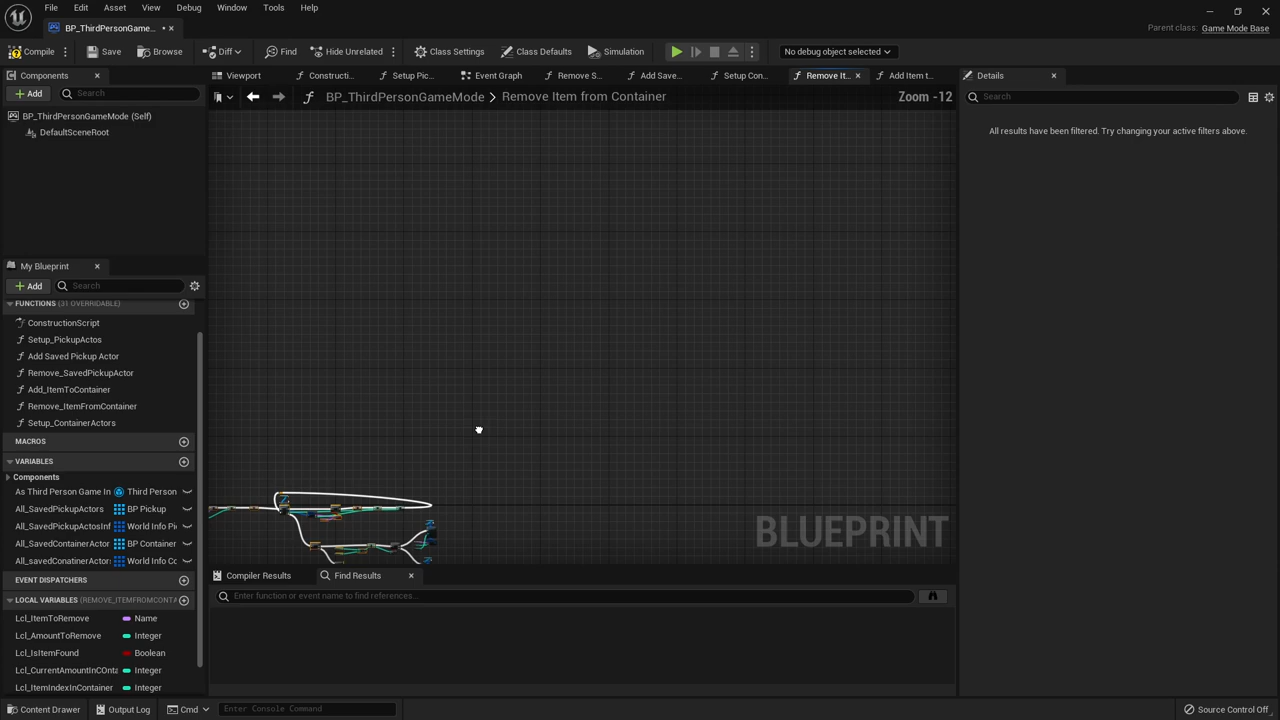 File Edit Asset View Debug Window Tools Help
BP_ThirdPersonGame...
Parent class: Game Mode Base
Compile Save Browse Diff Find Hide Unrelated Class Settings Class Defaults Simulation No debug object selected
Components
Viewport Constructi... Setup Pic... Event Graph Remove S... Add Save... Setup Con... Remove It... Add Item t...
Details
Add Search
BP_ThirdPersonGameMode > Remove Item from Container Zoom -12
Search
BP_ThirdPersonGameMode (Self)
DefaultSceneRoot
All results have been filtered. Try changing your active filters above.
My Blueprint
Add Search
FUNCTIONS (31 OVERRIDABLE)
ConstructionScript
Setup_PickupActos
Add Saved Pickup Actor
Remove_SavedPickupActor
Add_ItemToContainer
Remove_ItemFromContainer
Setup_ContainerActors
MACROS
VARIABLES
Components
As Third Person Game In Third Person
All_SavedPickupActors BP Pickup
All_SavedPickupActosInf World Info Pi
All_SavedContainerActor BP Container
All_savedConatinerActor World Info Co
EVENT DISPATCHERS
LOCAL VARIABLES (REMOVE_ITEMFROMCONTA
Lcl_ItemToRemove Name
Lcl_AmountToRemove Integer
Lcl_IsItemFound Boolean
Lcl_CurrentAmountInCOnta Integer
Lcl_ItemIndexInContainer Integer
BLUEPRINT
Compiler Results Find Results
Enter function or event name to find references...
Content Drawer Output Log Cmd Enter Console Command Source Control Off